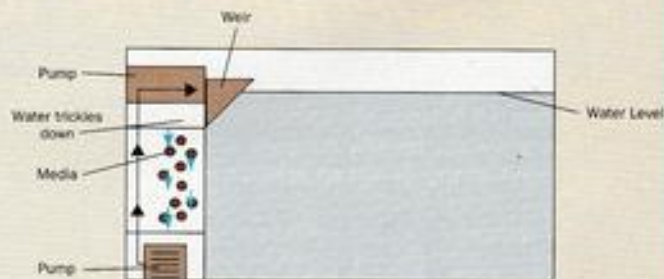 Weir
Pump
Water trickles
down
Water Level
Media
Pump